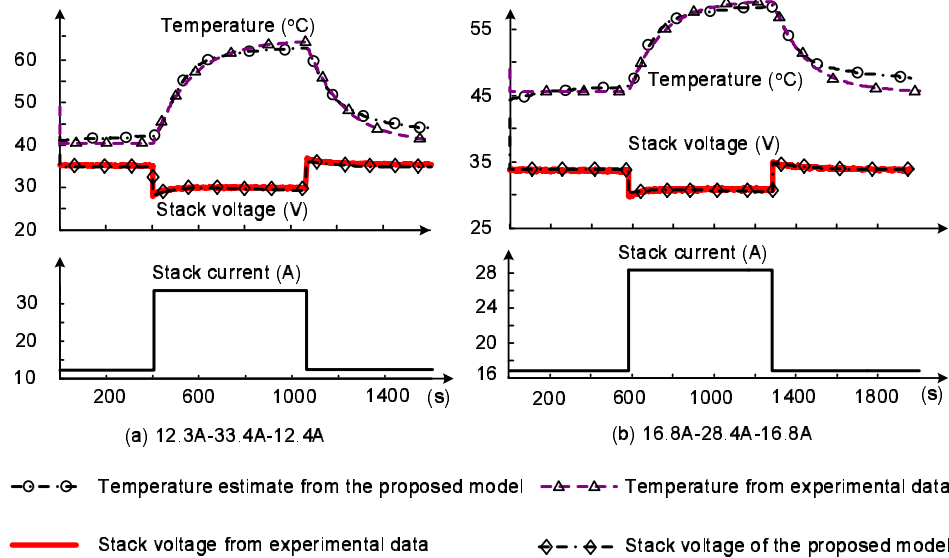 Temperature (°C)
60
50
40
30
20
Stack voltage (V)
Stack current (A)
30
20
10
200
600
1000
1400
(s)
(a) 12.3A-33.4A-12.4A
55
45
35
25
Temperature (°C)
Stack voltage (V)
Stack current (A)
28
24
20
16
200
600
1000
1400
1800
(s)
(b) 16.8A-28.4A-16.8A
Temperature estimate from the proposed model
Temperature from experimental data
Stack voltage from experimental data
Stack voltage of the proposed model